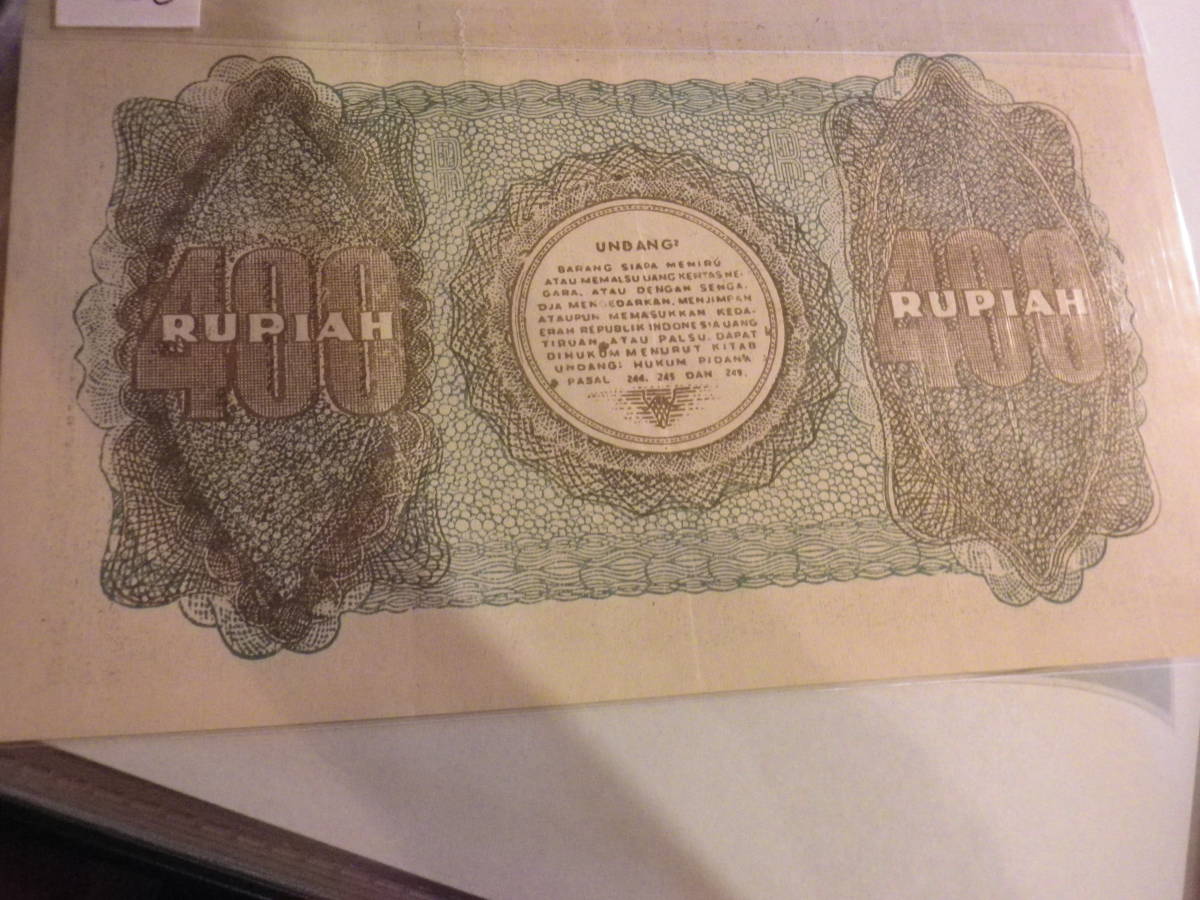 400
RUPIAH
UNDANG²
BARANG SIAPA MENIRU
ATAU MEMALSU UANG KERTAS NE-
GARA, ATAU DENGAN SENGA-
DJA MENGEDARKAN, MENJIMPAN
ATAUPUN MEMASUKKAN KEDA-
ERAH REPUBLIK INDONESIA UANG
TIRUAN ATAU PALSU, DAPAT
DIHUKUM MENURUT KITAB
UNDANG² HUKUM PIDANA
PASAL 244, 245 DAN 249.
400
RUPIAH